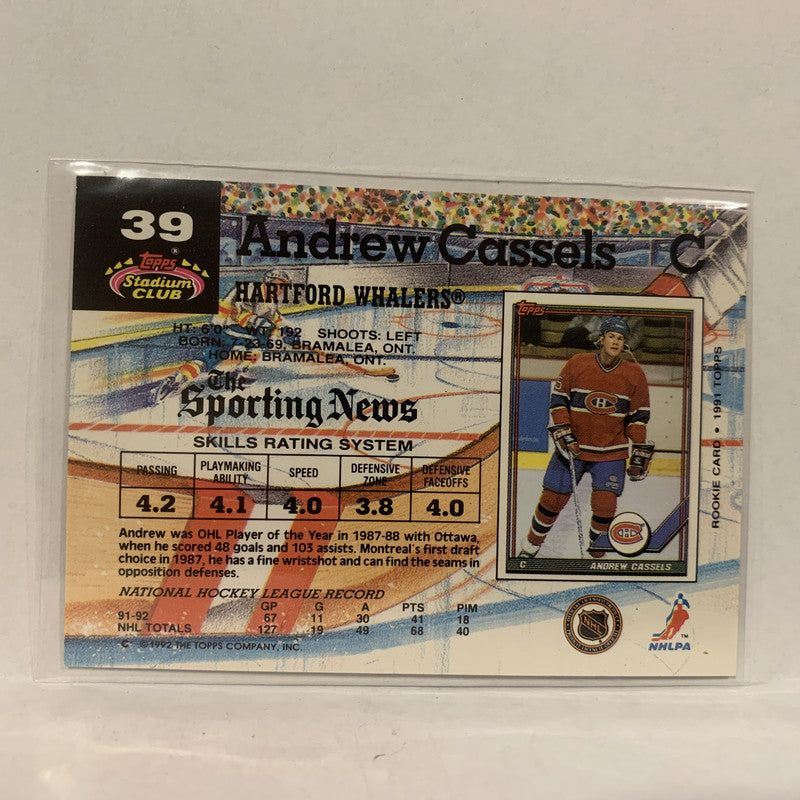 39
Topps®
Stadium
CLUB
Andrew Cassels C
HARTFORD WHALERS®
HT: 6'0" WT: 192 SHOOTS: LEFT
BORN: 7-23-69, BRAMALEA, ONT.
HOME: BRAMALEA, ONT.
The
Sporting News
SKILLS RATING SYSTEM
PASSING PLAYMAKING ABILITY SPEED DEFENSIVE ZONE DEFENSIVE FACEOFFS
4.2 4.1 4.0 3.8 4.0
Andrew was OHL Player of the Year in 1987-88 with Ottawa,
when he scored 48 goals and 103 assists. Montreal's first draft
choice in 1987, he has a fine wristshot and can find the seams in
opposition defenses.
NATIONAL HOCKEY LEAGUE RECORD
GP G A PTS PIM
91-92 67 11 30 41 18
NHL TOTALS 127 19 49 68 40
C ©1992 THE TOPPS COMPANY, INC.
Topps
C ANDREW CASSELS
ROOKIE CARD • 1991 TOPPS
NHL
NHLPA™